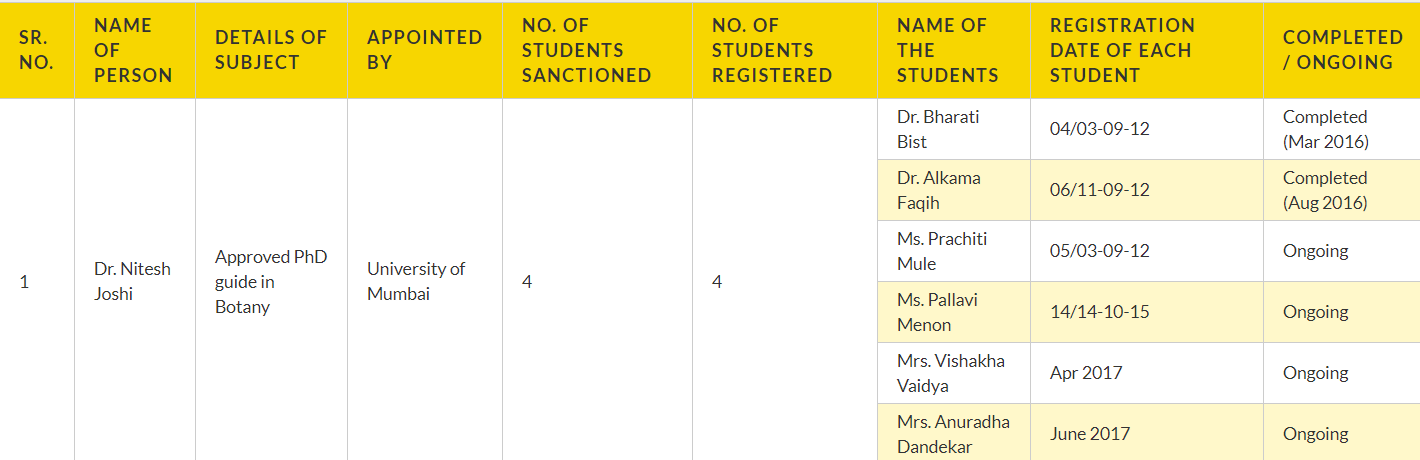 SR. NO.
NAME OF PERSON
DETAILS OF SUBJECT
APPOINTED BY
NO. OF STUDENTS SANCTIONED
NO. OF STUDENTS REGISTERED
NAME OF THE STUDENTS
REGISTRATION DATE OF EACH STUDENT
COMPLETED / ONGOING
1
Dr. Nitesh Joshi
Approved PhD guide in Botany
University of Mumbai
4
4
Dr. Bharati Bist
04/03-09-12
Completed (Mar 2016)
Dr. Alkama Faqih
06/11-09-12
Completed (Aug 2016)
Ms. Prachiti Mule
05/03-09-12
Ongoing
Ms. Pallavi Menon
14/14-10-15
Ongoing
Mrs. Vishakha Vaidya
Apr 2017
Ongoing
Mrs. Anuradha Dandekar
June 2017
Ongoing